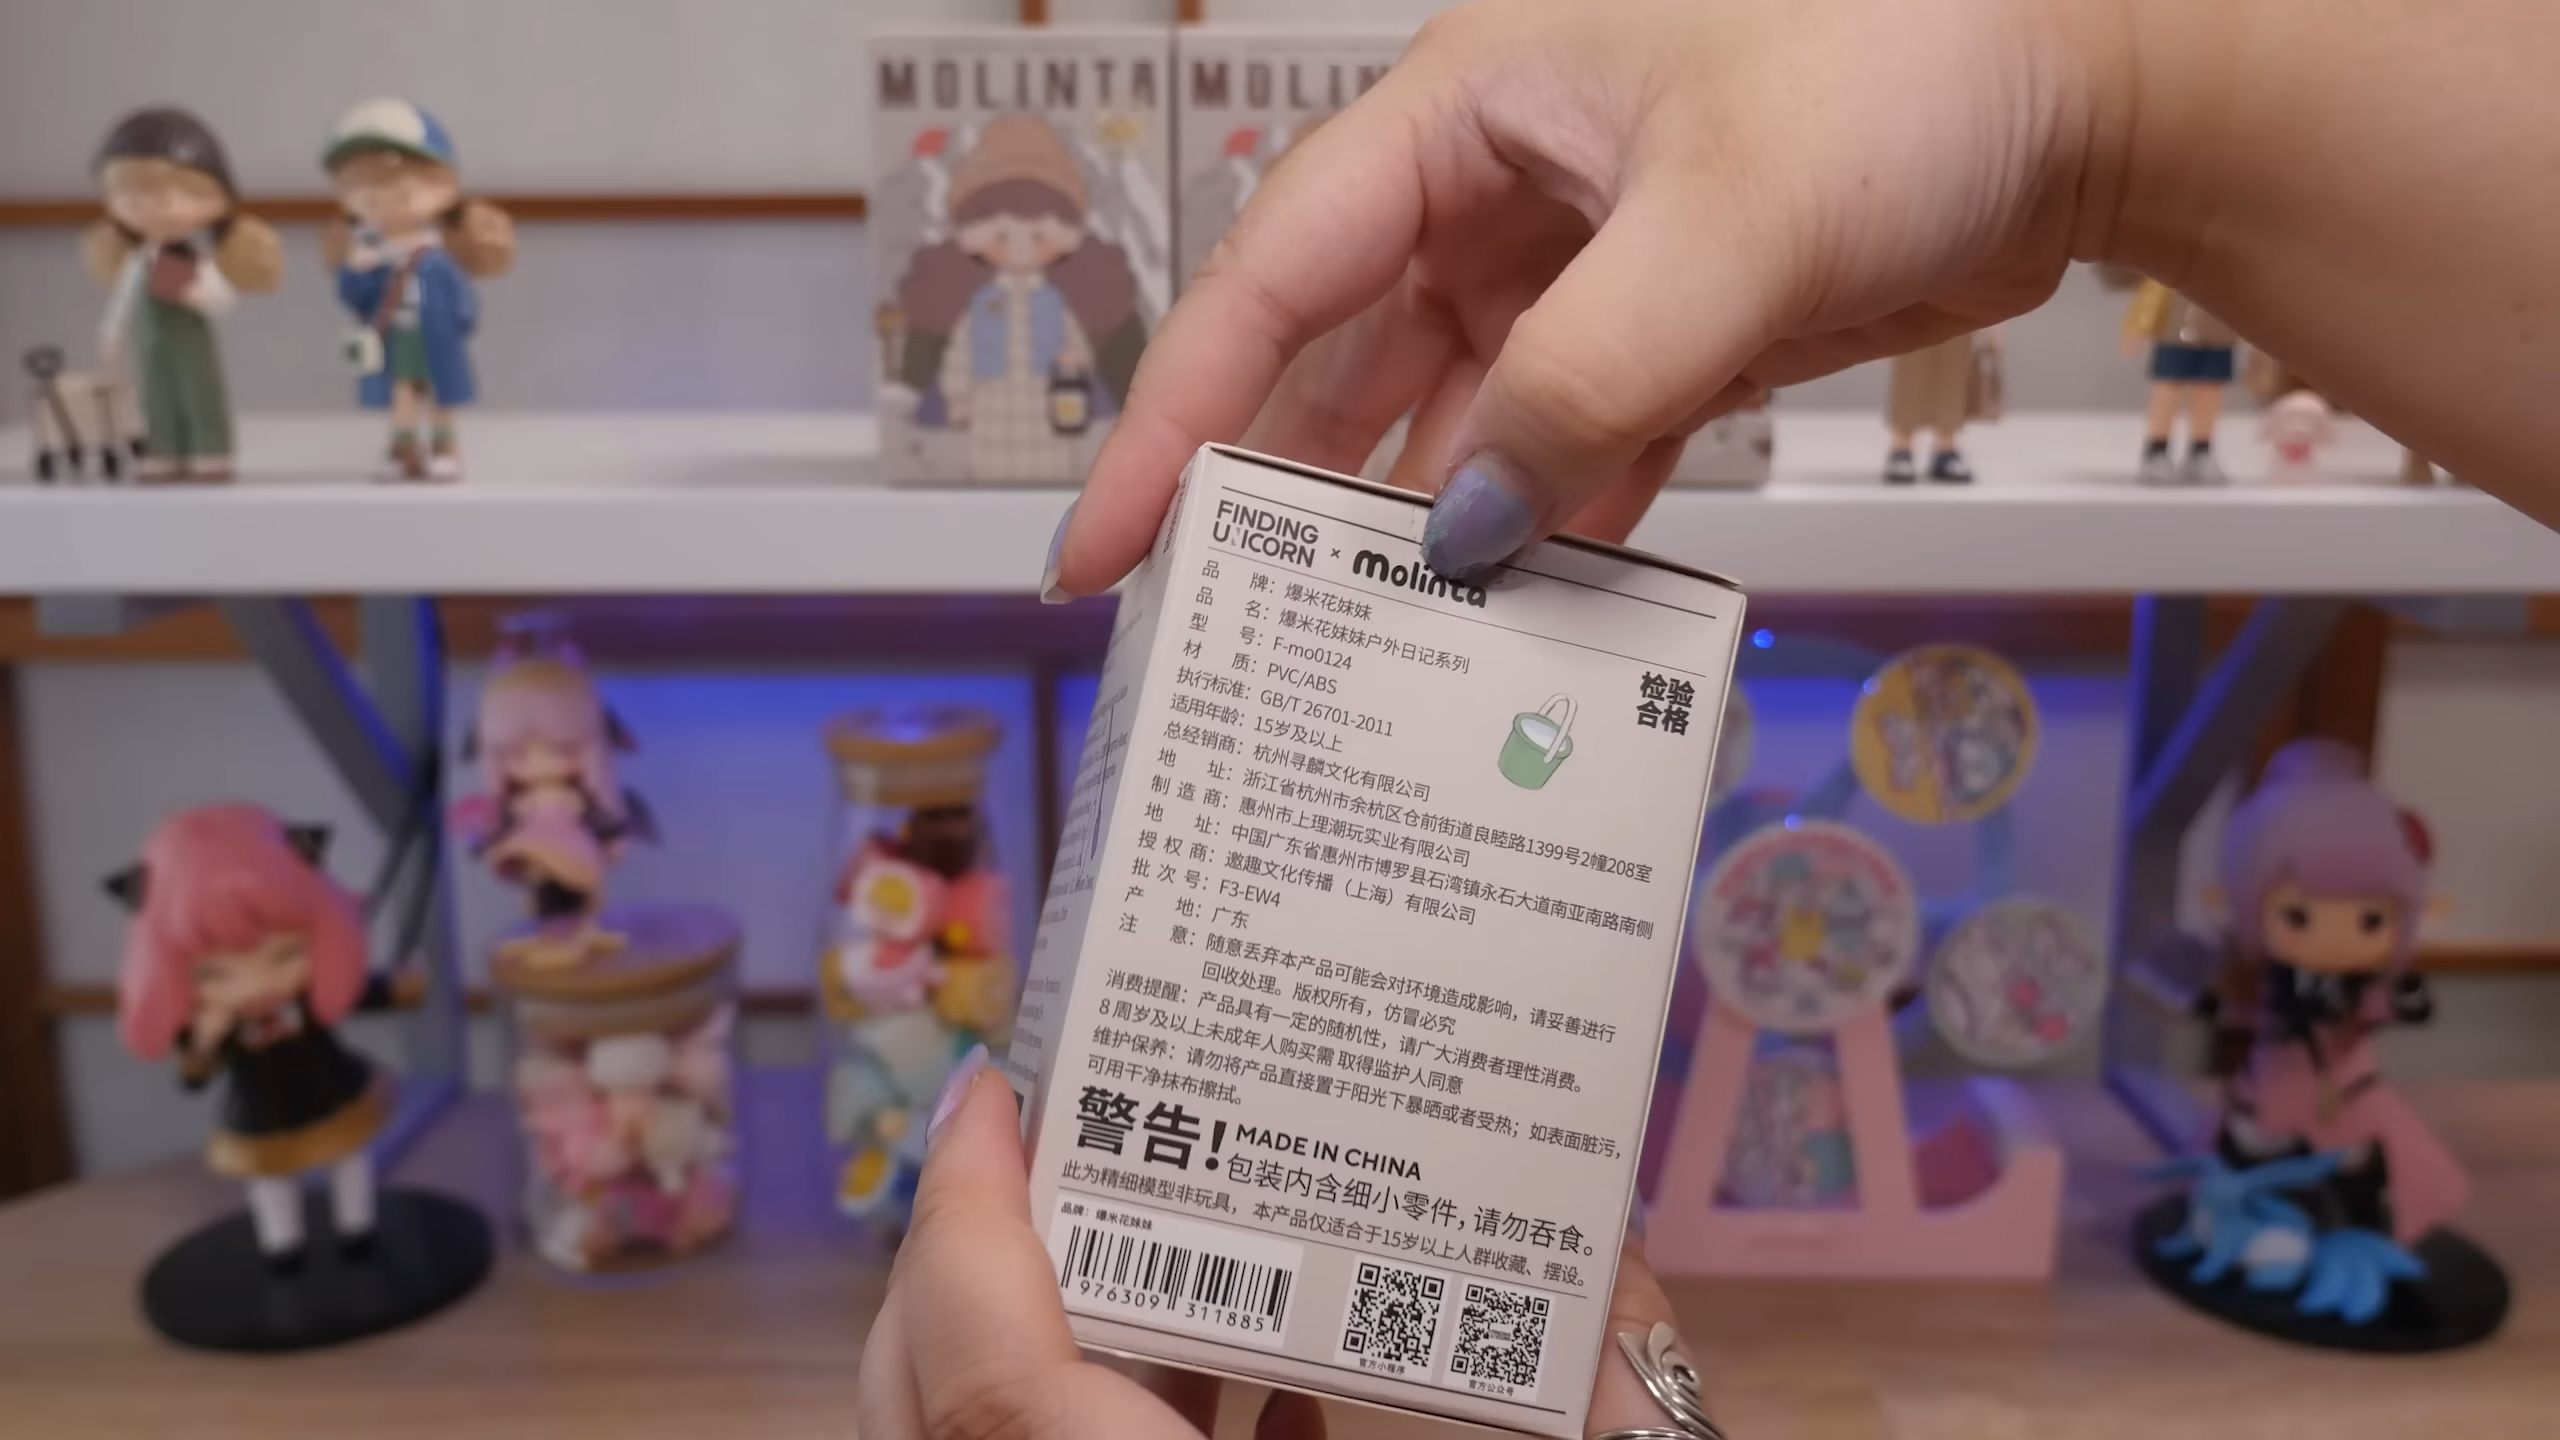 MOLINTA
FINDING UNICORN × molinta
品 牌：爆米花妹妹
品 名：爆米花妹妹户外日记系列
型 号：F-mo0124
材 质：PVC/ABS
执行标准：GB/T 26701-2011
适用年龄：15岁及以上
总经销商：杭州寻麟文化有限公司
地 址：浙江省杭州市余杭区仓前街道良睦路1399号2幢208室
制 造 商：惠州市上理潮玩实业有限公司
地 址：中国广东省惠州市博罗县石湾镇永石大道南亚南路南侧
授 权 商：邀趣文化传播（上海）有限公司
批 次 号：F3-EW4
产 地：广东
注 意：随意丢弃本产品可能会对环境造成影响，请妥善进行
回收处理。版权所有，仿冒必究
消费提醒：产品具有一定的随机性，请广大消费者理性消费。
8 周岁及以上未成年人购买需 取得监护人同意
维护保养：请勿将产品直接置于阳光下暴晒或者受热；如表面脏污，
可用干净抹布擦拭。
检验
合格
警告！
MADE IN CHINA
包装内含细小零件，请勿吞食。
此为精细模型非玩具，本产品仅适合于15岁以上人群收藏、摆设。
品牌：爆米花妹妹
976309 311885
官方小程序
官方公众号